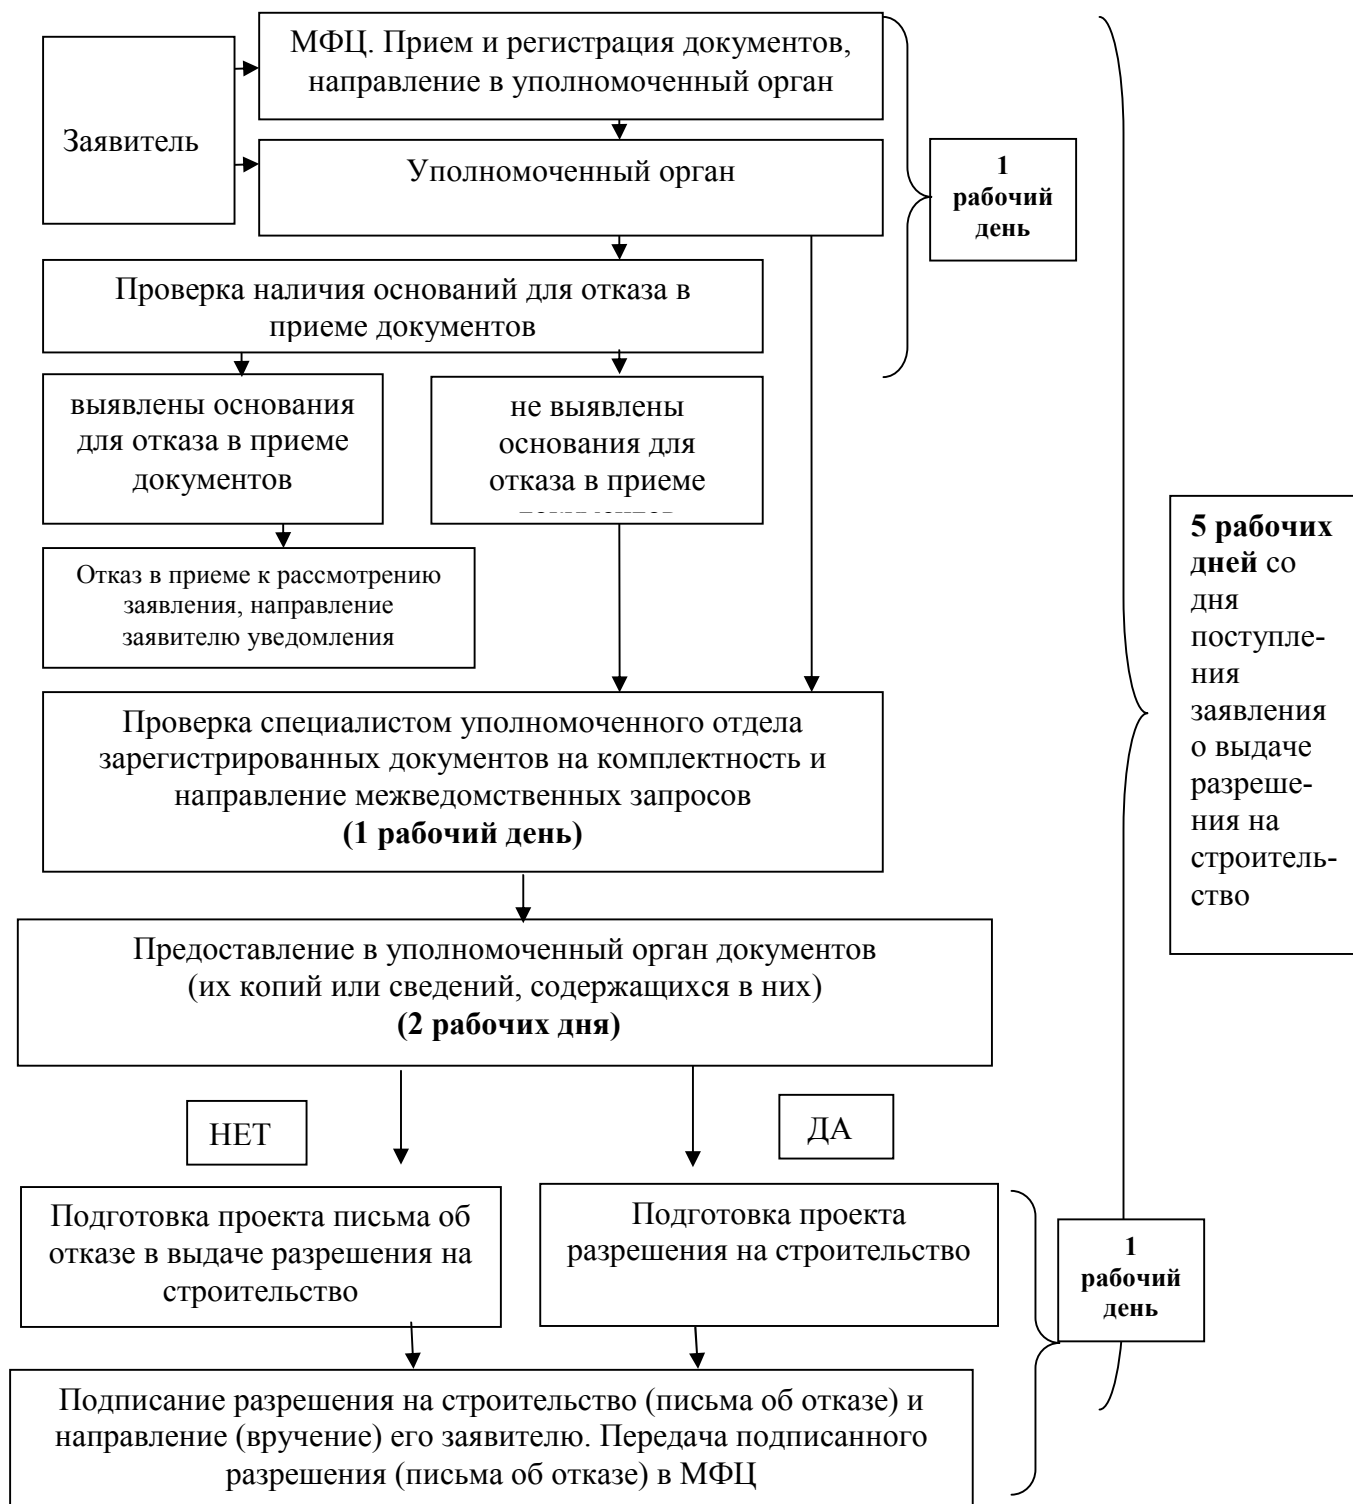 МФЦ. Прием и регистрация документов,
направление в уполномоченный орган
Заявитель
Уполномоченный орган
1
рабочий
день
Проверка наличия оснований для отказа в
приеме документов
выявлены основания
для отказа в приеме
документов
не выявлены
основания для
отказа в приеме
Отказ в приеме к рассмотрению
заявления, направление
заявителю уведомления
5 рабочих
дней со
дня
поступле-
ния
заявления
о выдаче
разреше-
ния на
строитель-
ство
Проверка специалистом уполномоченного отдела
зарегистрированных документов на комплектность и
направление межведомственных запросов
(1 рабочий день)
Предоставление в уполномоченный орган документов
(их копий или сведений, содержащихся в них)
(2 рабочих дня)
НЕТ
ДА
Подготовка проекта письма об
отказе в выдаче разрешения на
строительство
Подготовка проекта
разрешения на строительство
1
рабочий
день
Подписание разрешения на строительство (письма об отказе) и
направление (вручение) его заявителю. Передача подписанного
разрешения (письма об отказе) в МФЦ